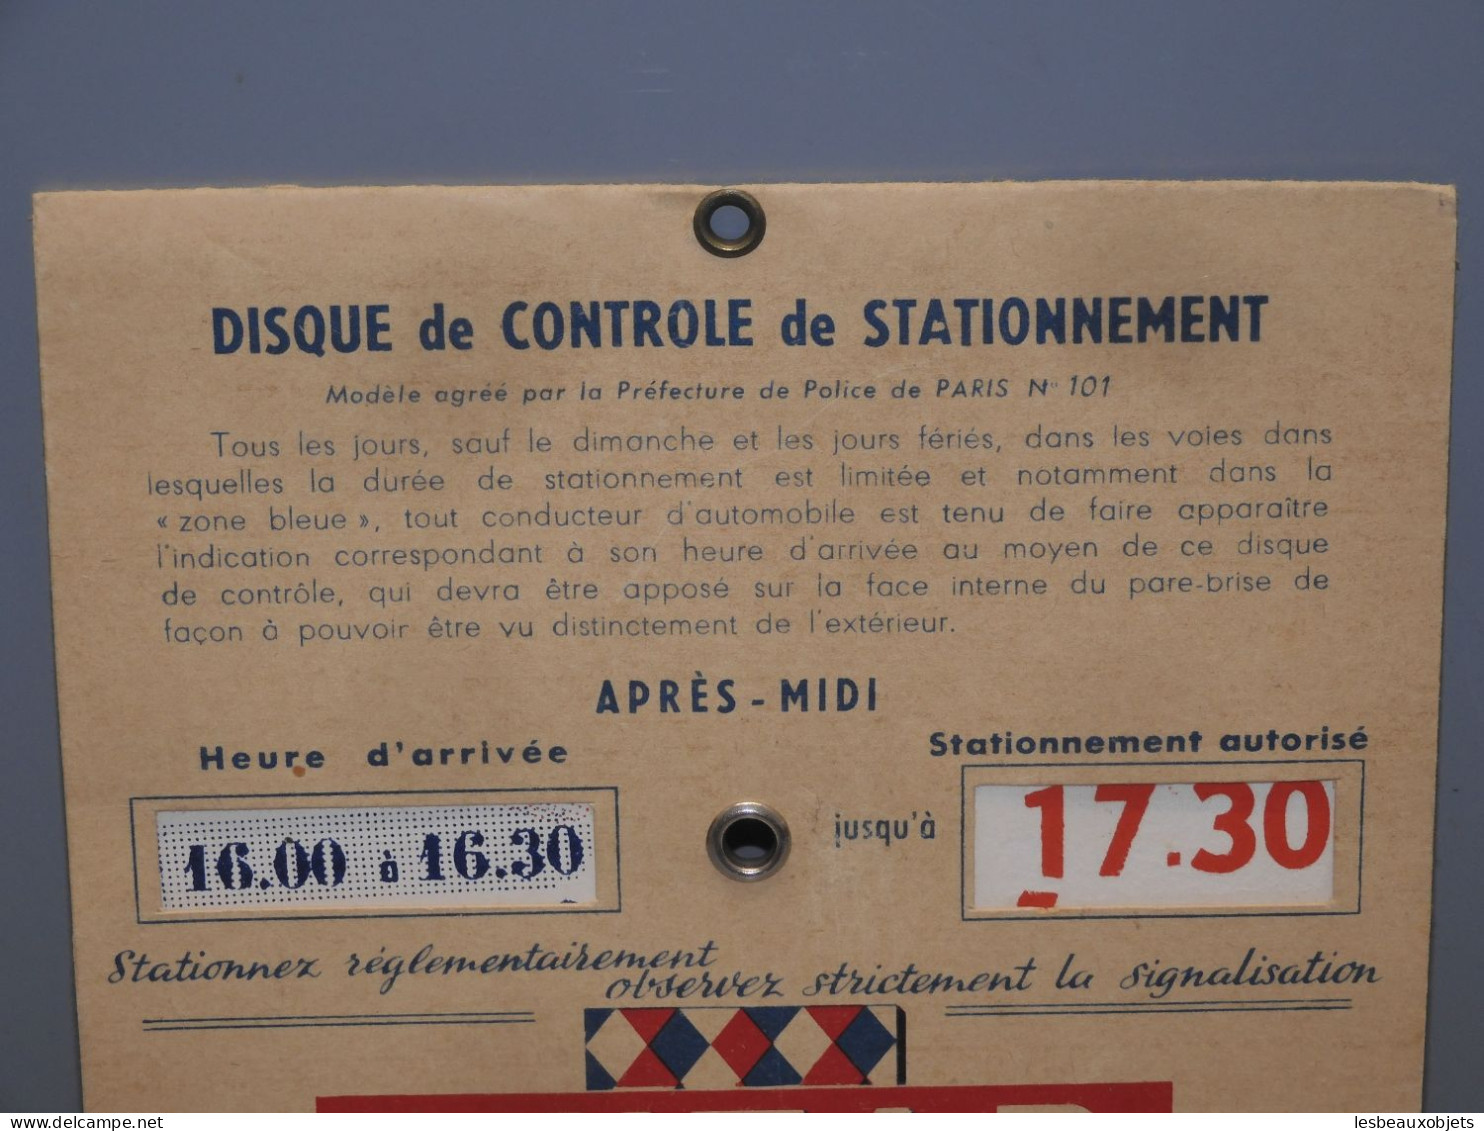 DISQUE de CONTROLE de STATIONNEMENT
Modèle agréé par la Préfecture de Police de PARIS N° 101
Tous les jours, sauf le dimanche et les jours fériés, dans les voies dans
lesquelles la durée de stationnement est limitée et notamment dans la
« zone bleue », tout conducteur d'automobile est tenu de faire apparaître
l'indication correspondant à son heure d'arrivée au moyen de ce disque
de contrôle, qui devra être apposé sur la face interne du pare-brise de
façon à pouvoir être vu distinctement de l'extérieur.
APRÈS - MIDI
Heure d'arrivée
Stationnement autorisé
16.00 à 16.30
jusqu'à
17.30
Stationnez réglementairement
observez strictement la signalisation
delcampe.net
lesbeauxobjets